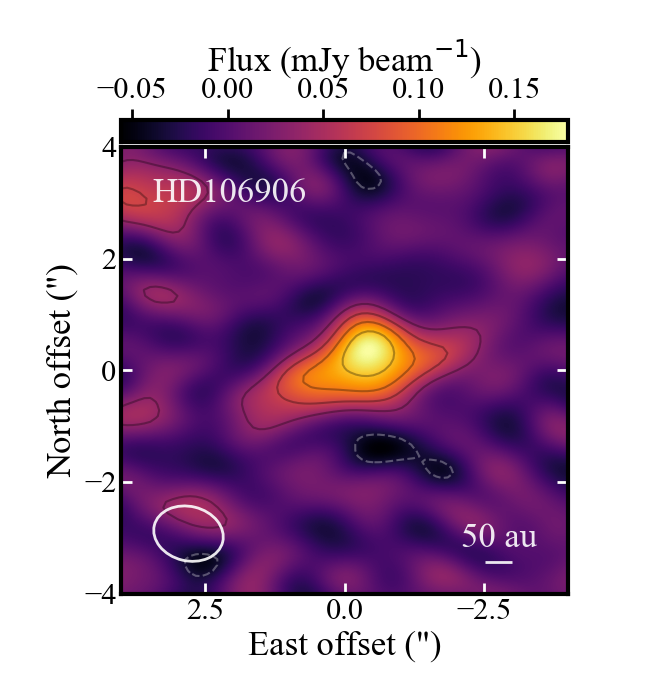 Flux (mJy beam⁻¹)
−0.05 0.00 0.05 0.10 0.15
HD106906
4
2
0
−2
−4
North offset (")
50 au
2.5 0.0 −2.5
East offset (")